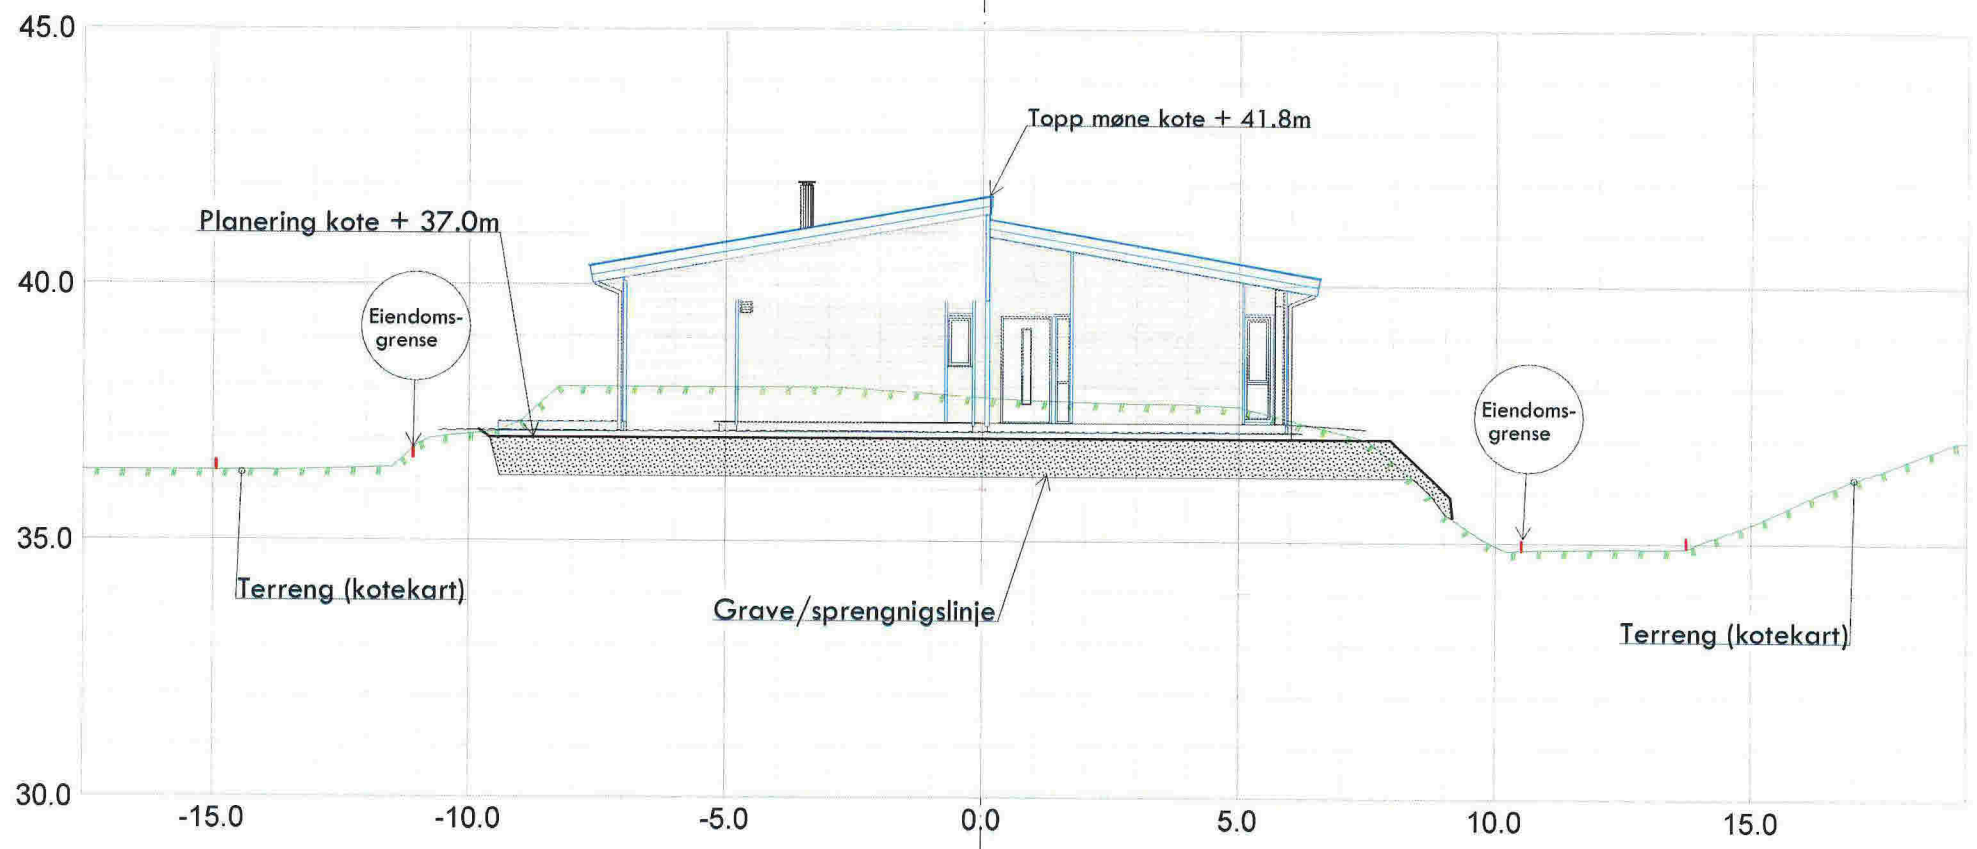 45.0
Topp møne kote + 41.8m
Planering kote + 37.0m
40.0
Eiendoms-
grense
Eiendoms-
grense
35.0
Terreng (kotekart)
Grave/sprengnigslinje
Terreng (kotekart)
30.0
-15.0
-10.0
-5.0
0.0
5.0
10.0
15.0